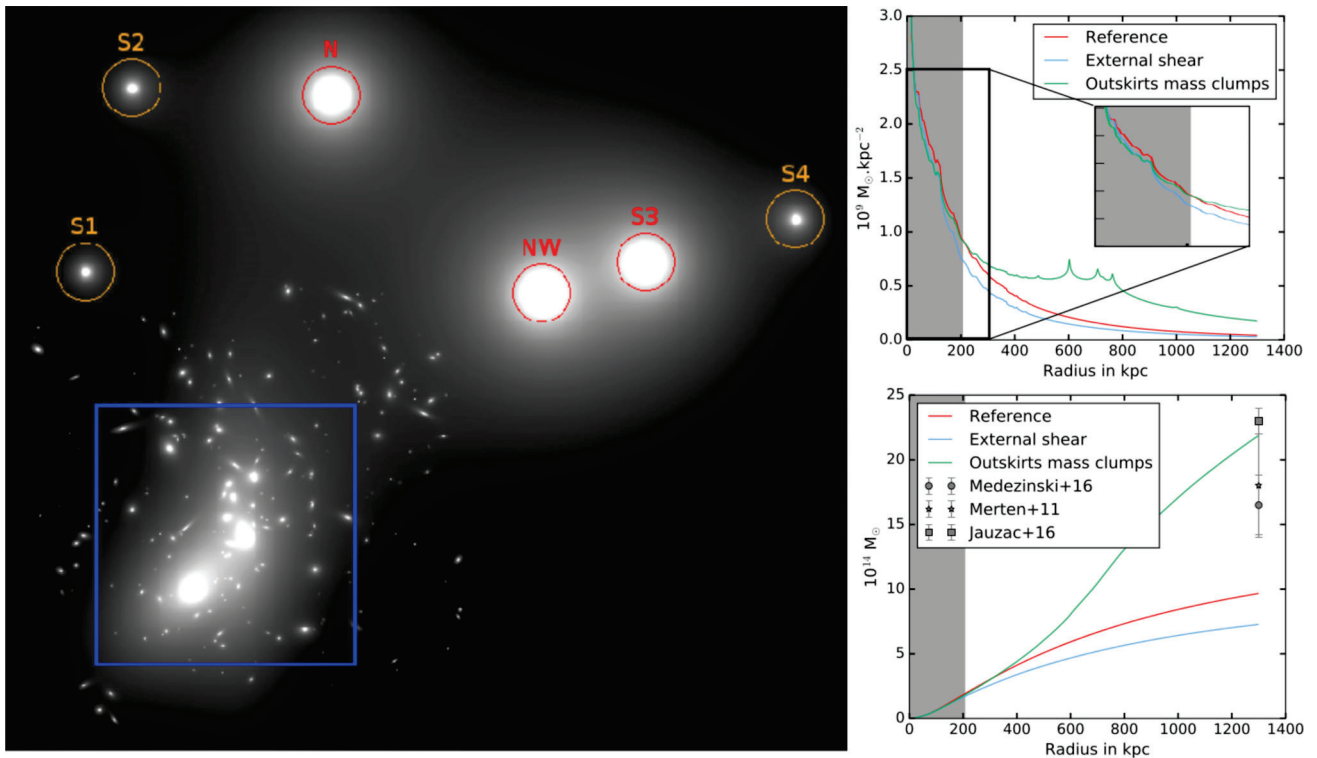 S2
N
S4
S3
NW
S1
3.0
2.5
2.0
1.5
1.0
0.5
0.0
10⁹ M☉.kpc⁻²
Reference
External shear
Outskirts mass clumps
0 200 400 600 800 1000 1200 1400
Radius in kpc
25
20
15
10
5
0
10¹⁴ M☉
Reference
External shear
Outskirts mass clumps
Medezinski+16
Merten+11
Jauzac+16
0 200 400 600 800 1000 1200 1400
Radius in kpc